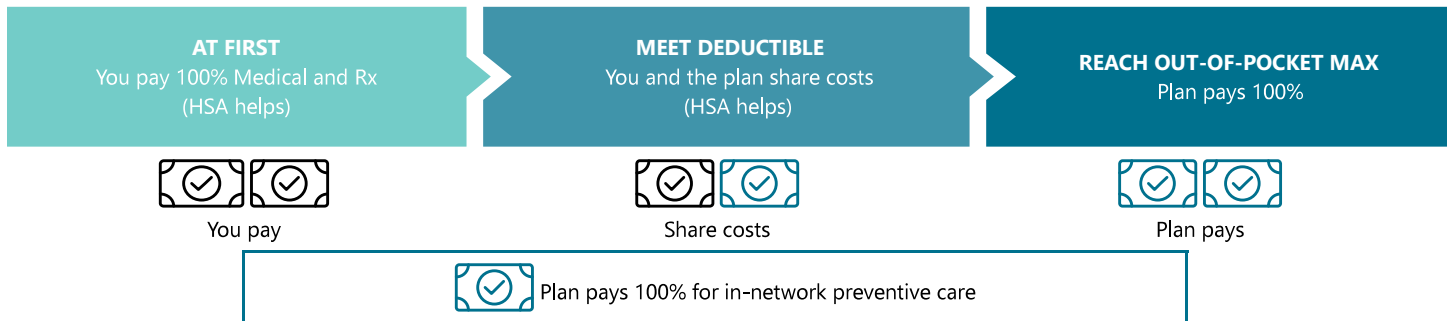 AT FIRST
You pay 100% Medical and Rx
(HSA helps)
MEET DEDUCTIBLE
You and the plan share costs
(HSA helps)
REACH OUT-OF-POCKET MAX
Plan pays 100%
You pay
Share costs
Plan pays
Plan pays 100% for in-network preventive care